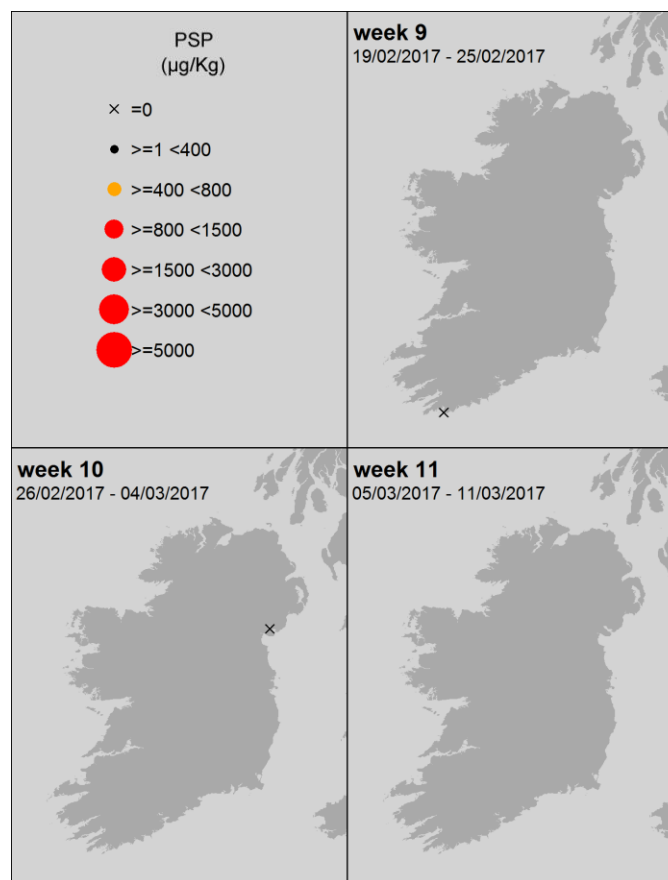 PSP
(µg/Kg)
=0
>=1 <400
>=400 <800
>=800 <1500
>=1500 <3000
>=3000 <5000
>=5000
week 9
19/02/2017 - 25/02/2017
week 10
26/02/2017 - 04/03/2017
week 11
05/03/2017 - 11/03/2017